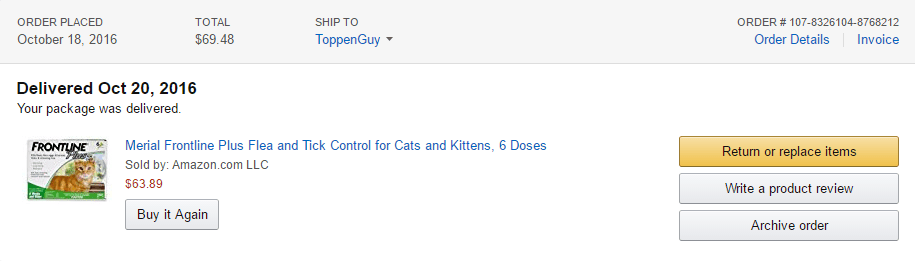 ORDER PLACED
October 18, 2016
TOTAL
$69.48
SHIP TO
ToppenGuy
ORDER # 107-8326104-8768212
Order Details
Invoice
Delivered Oct 20, 2016
Your package was delivered.
FRONTLINE
Plus
Merial Frontline Plus Flea and Tick Control for Cats and Kittens, 6 Doses
Sold by: Amazon.com LLC
$63.89
Buy it Again
Return or replace items
Write a product review
Archive order